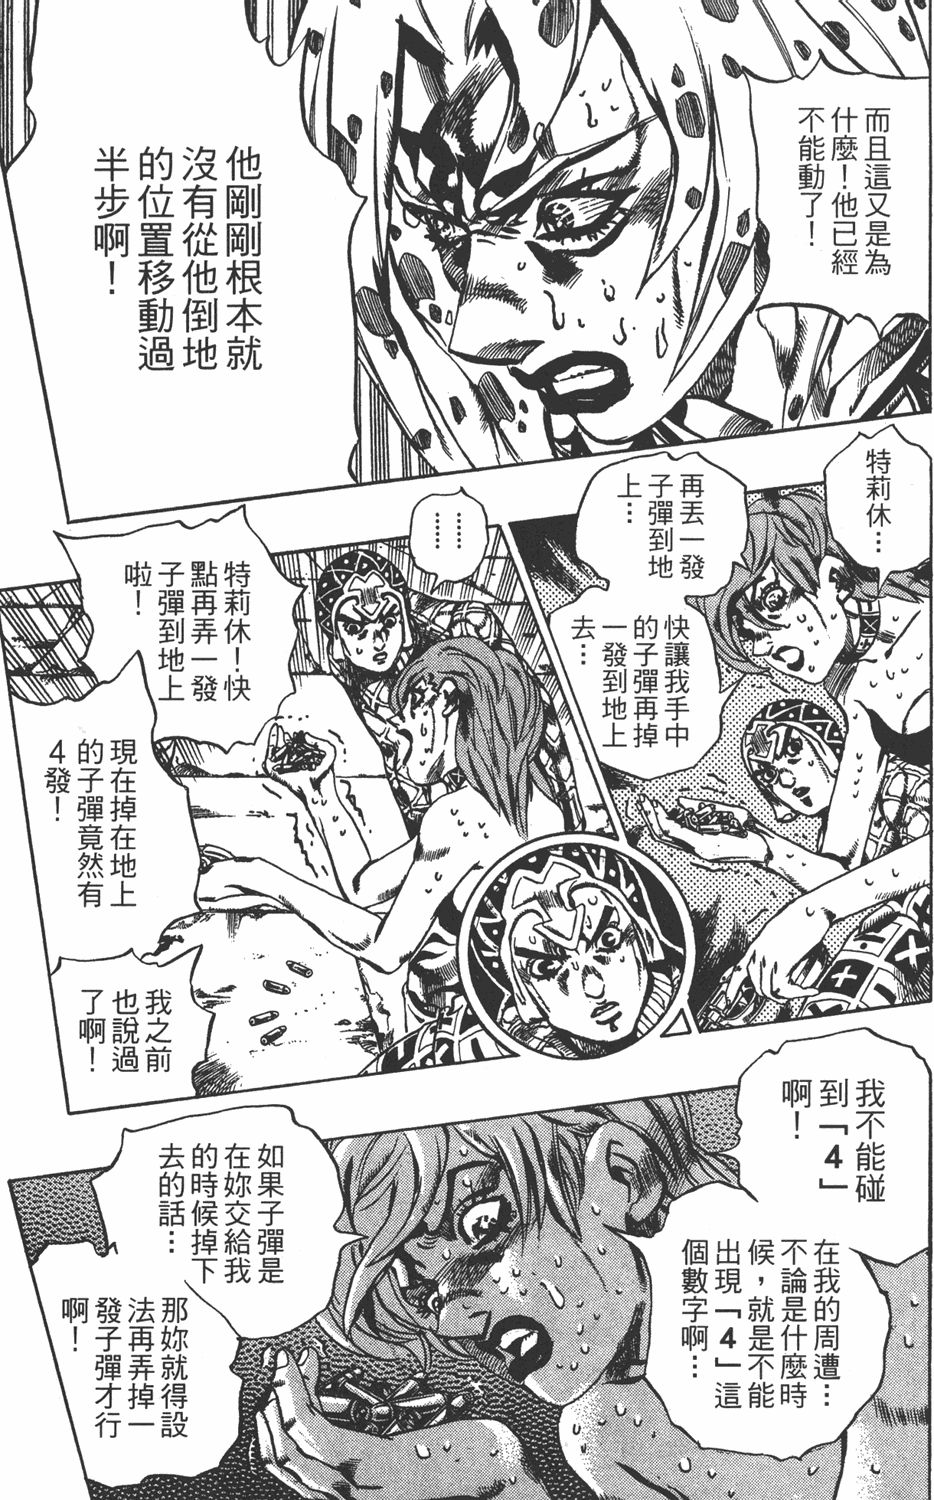 而且這又是為
什麼！他已經
不能動了！
他剛剛根本就
沒有從他倒地
的位置移動過
半步啊！
特莉休…
再丟一發
子彈到地
上…
快讓我手中
的子彈再掉
一發到地上
去…
……
特莉休！快
點再弄一發
子彈到地上
啦！
現在掉在地上
的子彈竟然有
4發！
我之前
也說過
了啊！
我不能碰
到「4」
啊！
在我的周遭…
不論是什麼時
候，就是不能
出現「4」這
個數字啊…
如果子彈是
在妳交給我
的時候掉下
去的話…
那妳就得設
法再弄掉一
發子彈才行
啊！